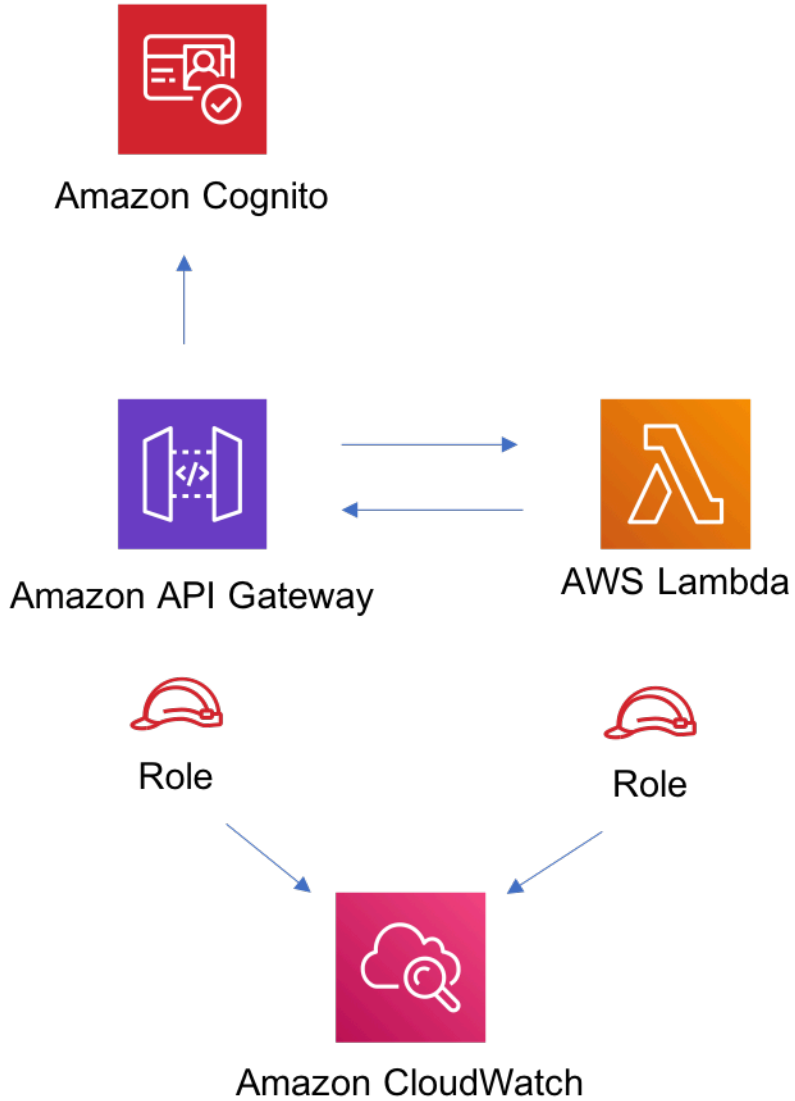 Amazon Cognito
</>
Amazon API Gateway
AWS Lambda
Role
Role
Amazon CloudWatch